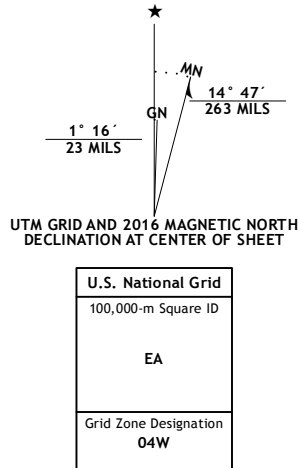 ★
MN
14° 47´
263 MILS
GN
1° 16´
23 MILS
UTM GRID AND 2016 MAGNETIC NORTH
DECLINATION AT CENTER OF SHEET
U.S. National Grid
100,000-m Square ID
EA
Grid Zone Designation
04W